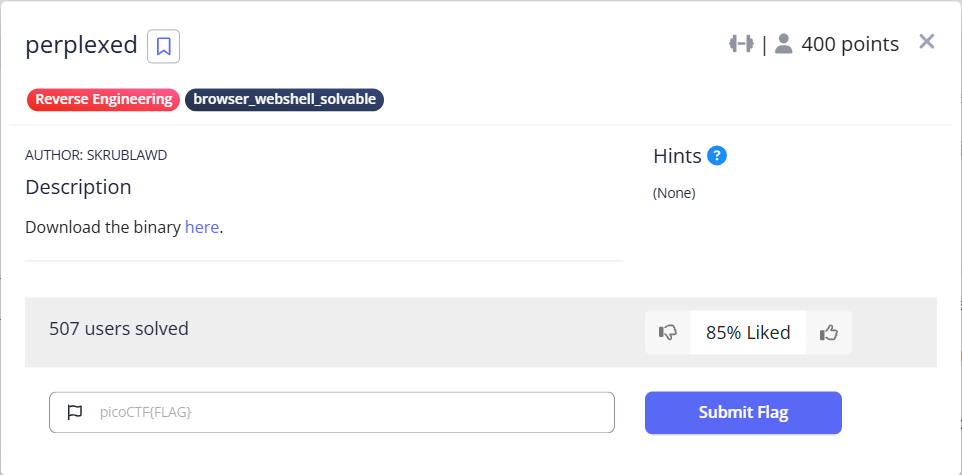 perplexed
| 400 points
Reverse Engineering browser_webshell_solvable
AUTHOR: SKRUBLAWD
Description
Download the binary here.
Hints ?
(None)
507 users solved
85% Liked
picoCTF{FLAG}
Submit Flag